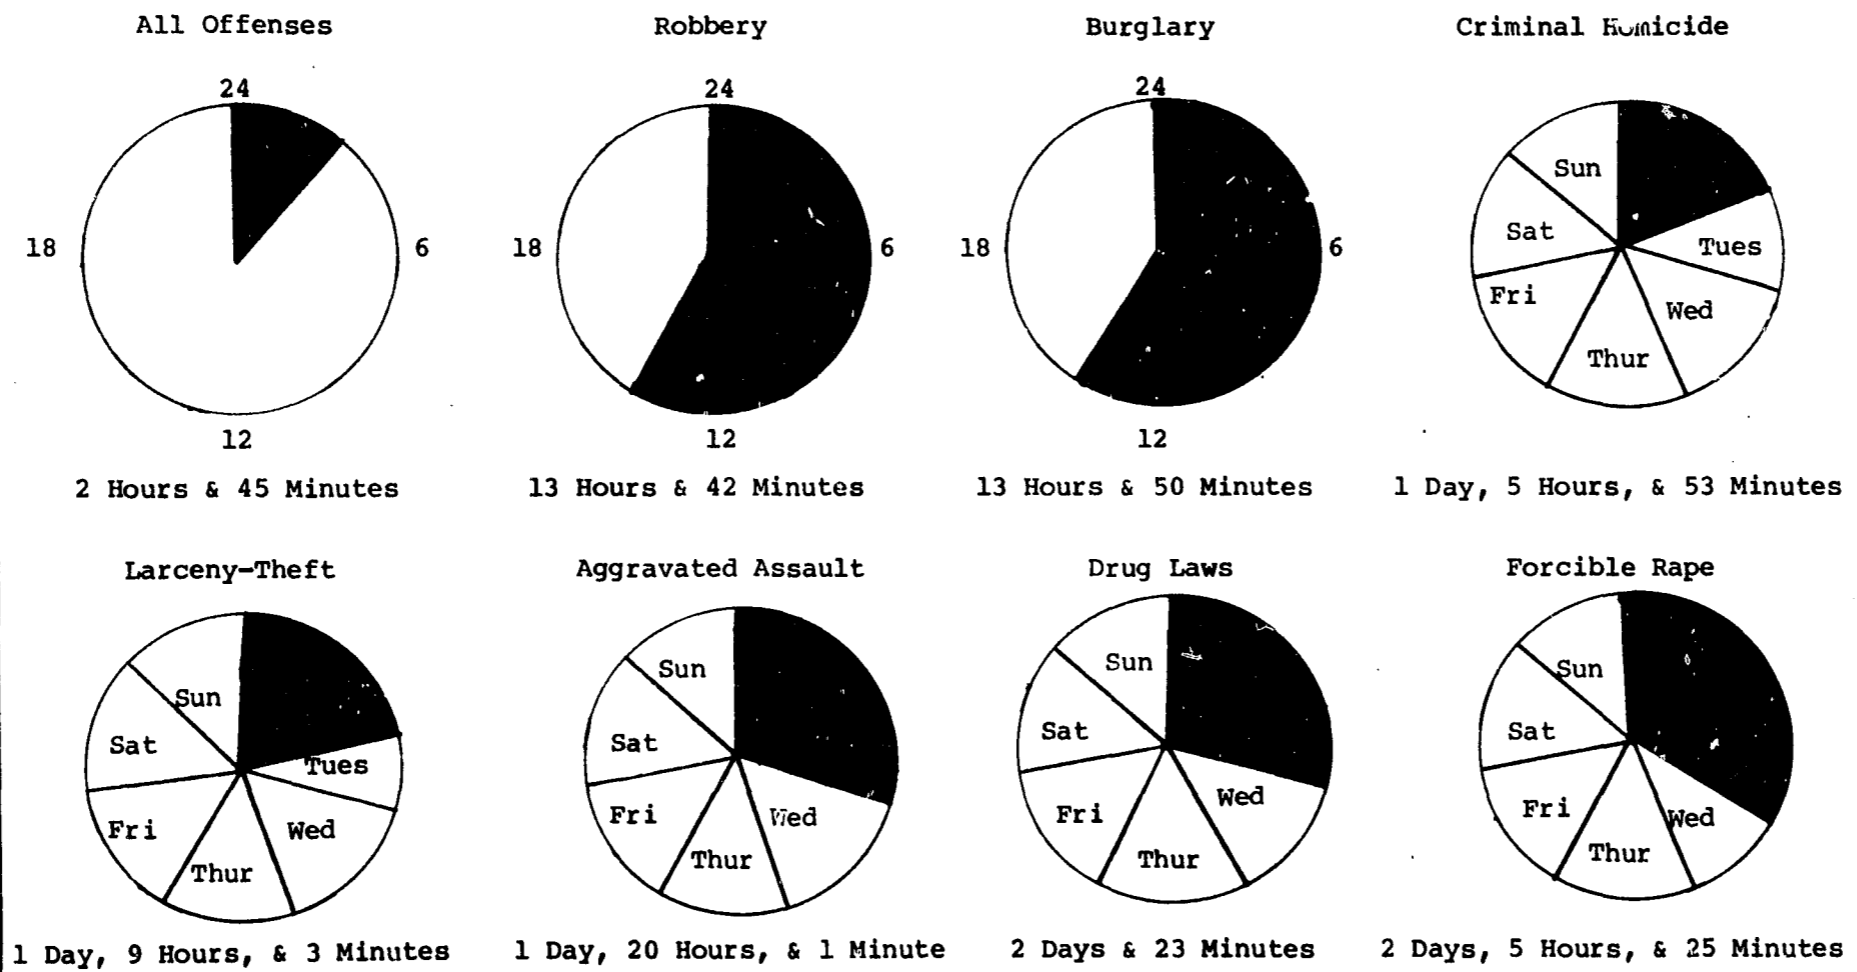 All Offenses
24
18
6
12
2 Hours & 45 Minutes
Robbery
24
18
6
12
13 Hours & 42 Minutes
Burglary
24
18
6
12
13 Hours & 50 Minutes
Criminal Homicide
Sun
Sat
Tues
Fri
Wed
Thur
1 Day, 5 Hours, & 53 Minutes
Larceny-Theft
Sun
Sat
Tues
Fri
Wed
Thur
1 Day, 9 Hours, & 3 Minutes
Aggravated Assault
Sun
Sat
Fri
Wed
Thur
1 Day, 20 Hours, & 1 Minute
Drug Laws
Sun
Sat
Wed
Fri
Thur
2 Days & 23 Minutes
Forcible Rape
Sun
Sat
Fri
Wed
Thur
2 Days, 5 Hours, & 25 Minutes